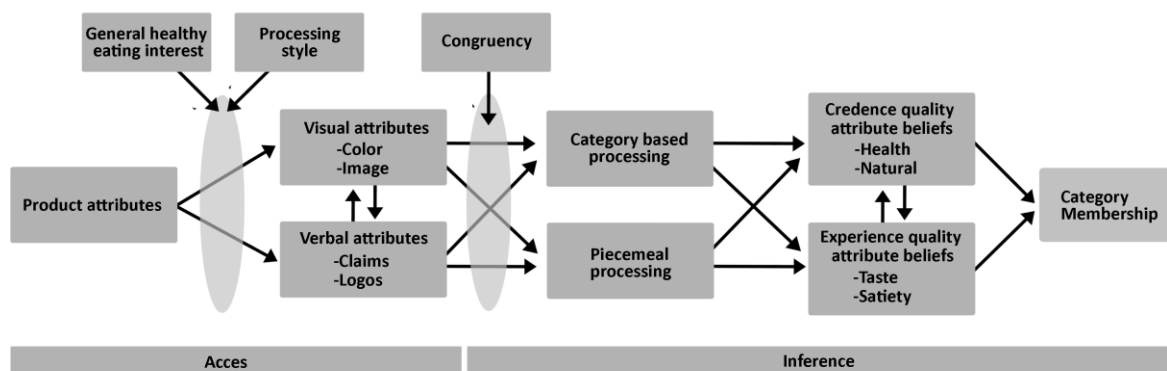 General healthy
eating interest
Processing
style
Congruency
Product attributes
Visual attributes
-Color
-Image
Verbal attributes
-Claims
-Logos
Category based
processing
Piecemeal
processing
Credence quality
attribute beliefs
-Health
-Natural
Experience quality
attribute beliefs
-Taste
-Satiety
Category
Membership
Acces
Inference